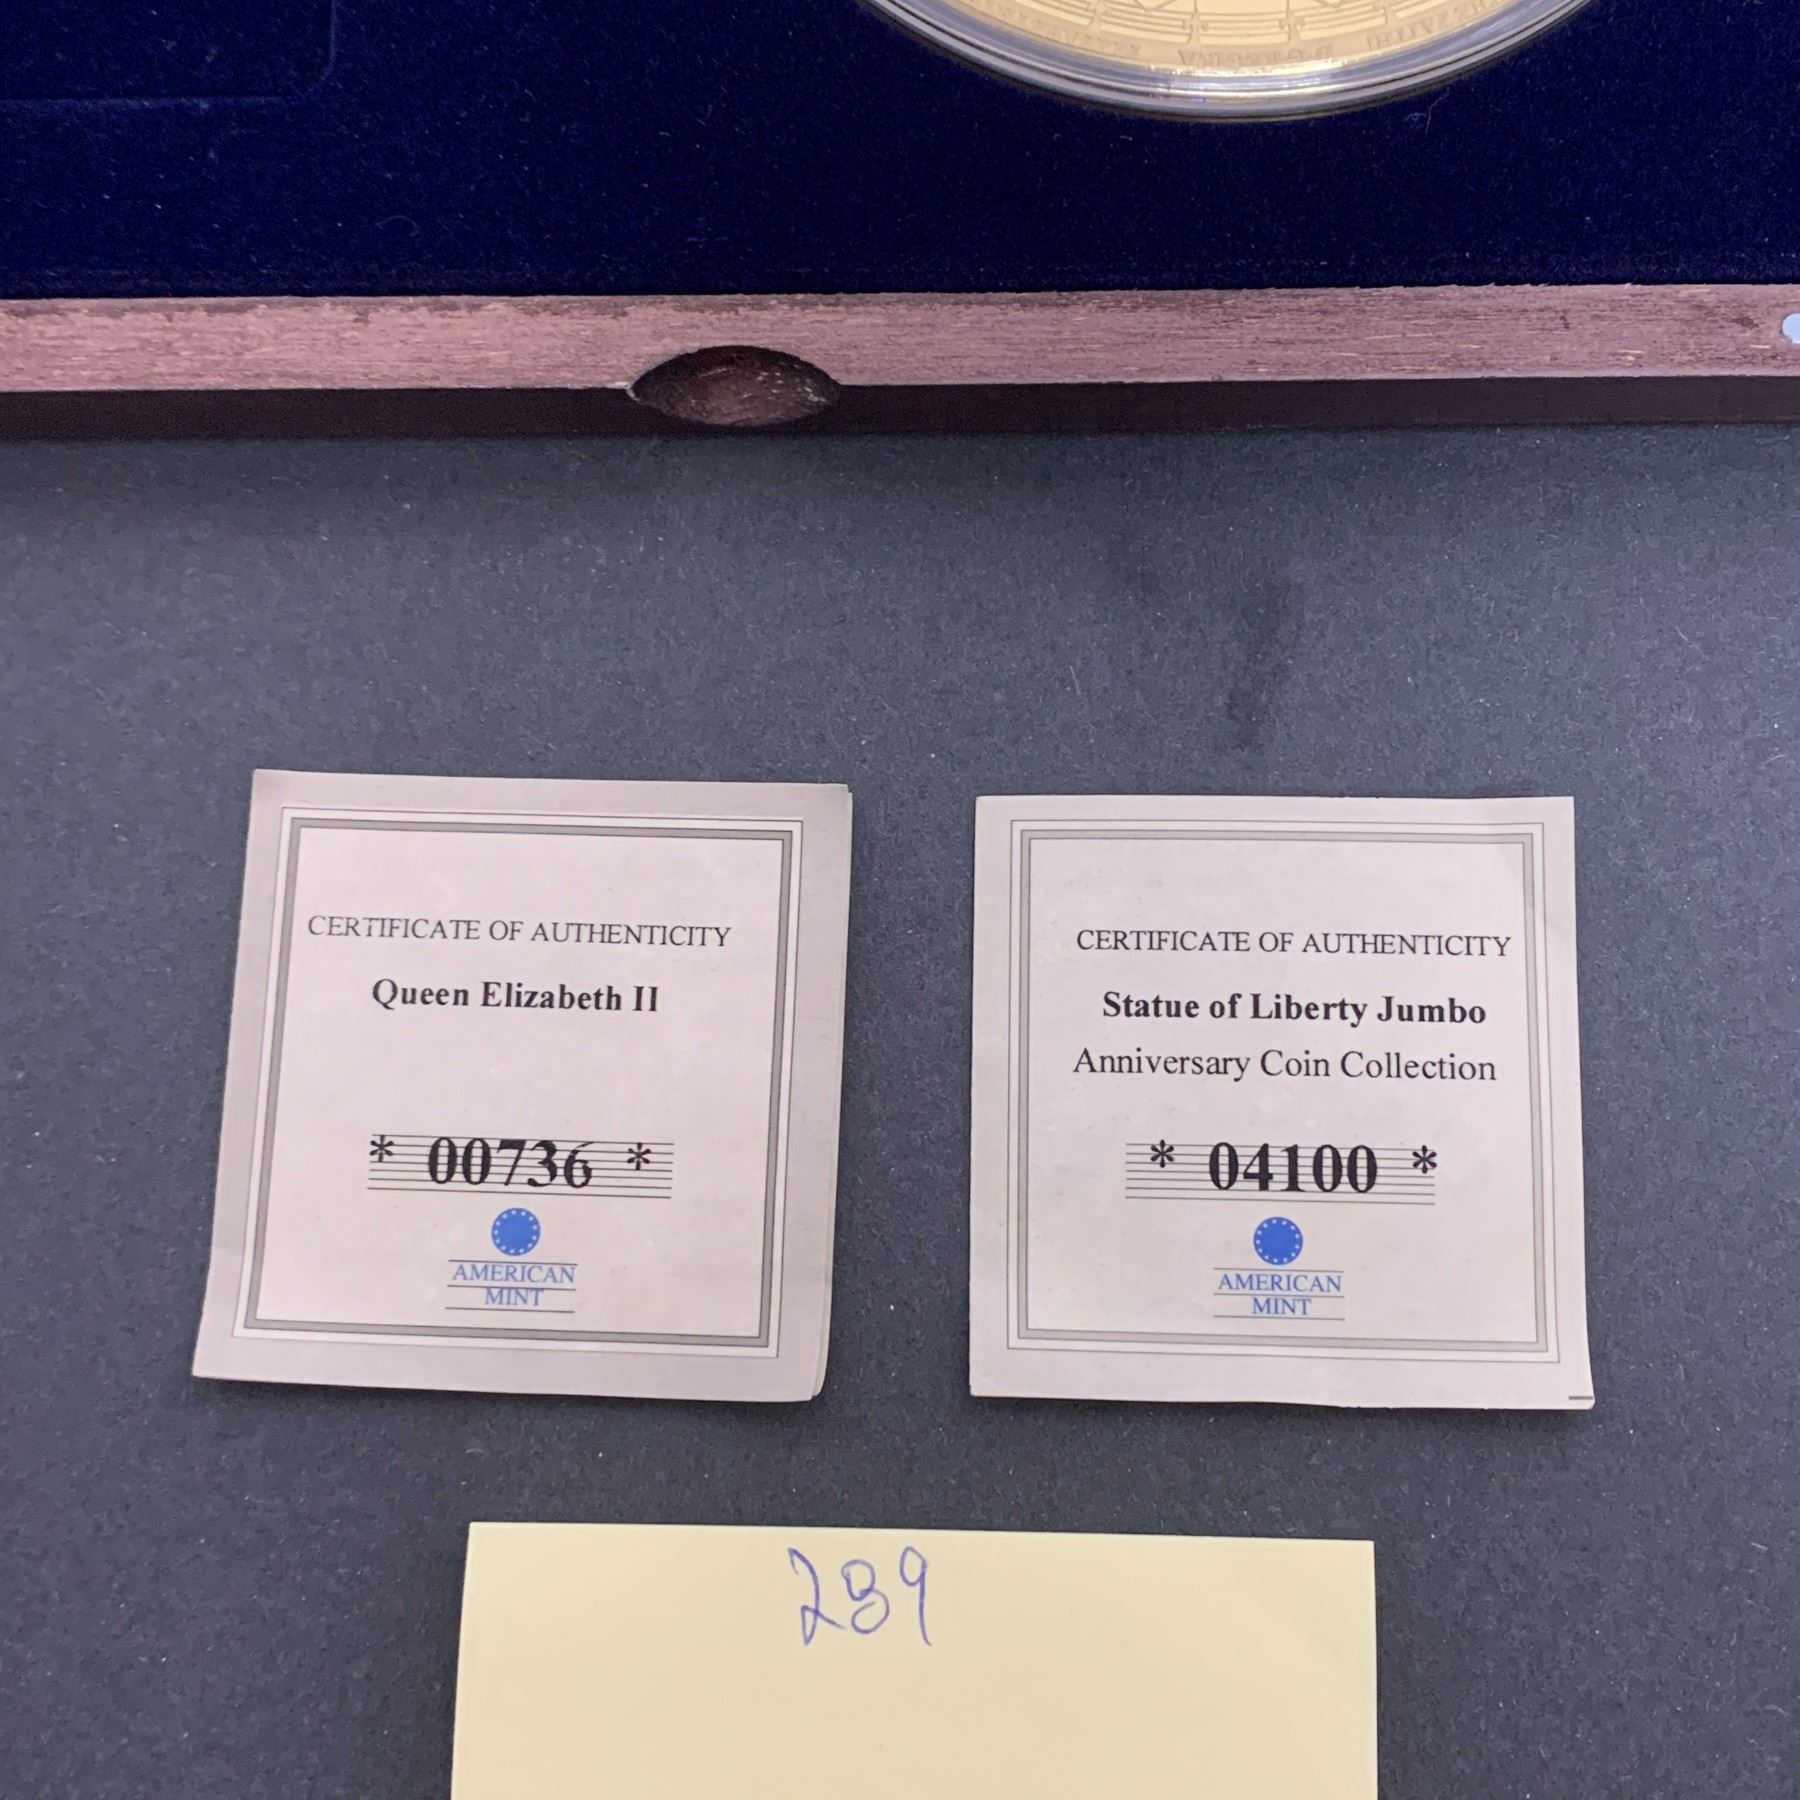 CERTIFICATE OF AUTHENTICITY
Queen Elizabeth II
* 00736 *
AMERICAN
MINT
CERTIFICATE OF AUTHENTICITY
Statue of Liberty Jumbo
Anniversary Coin Collection
* 04100 *
AMERICAN
MINT
289